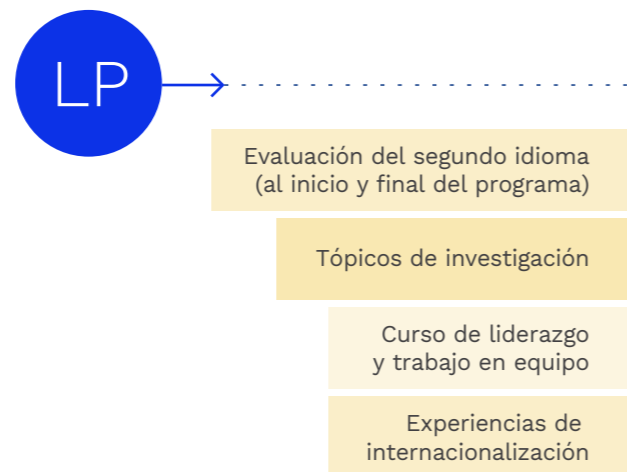 LP
Evaluación del segundo idioma
(al inicio y final del programa)
Tópicos de investigación
Curso de liderazgo
y trabajo en equipo
Experiencias de
internacionalización